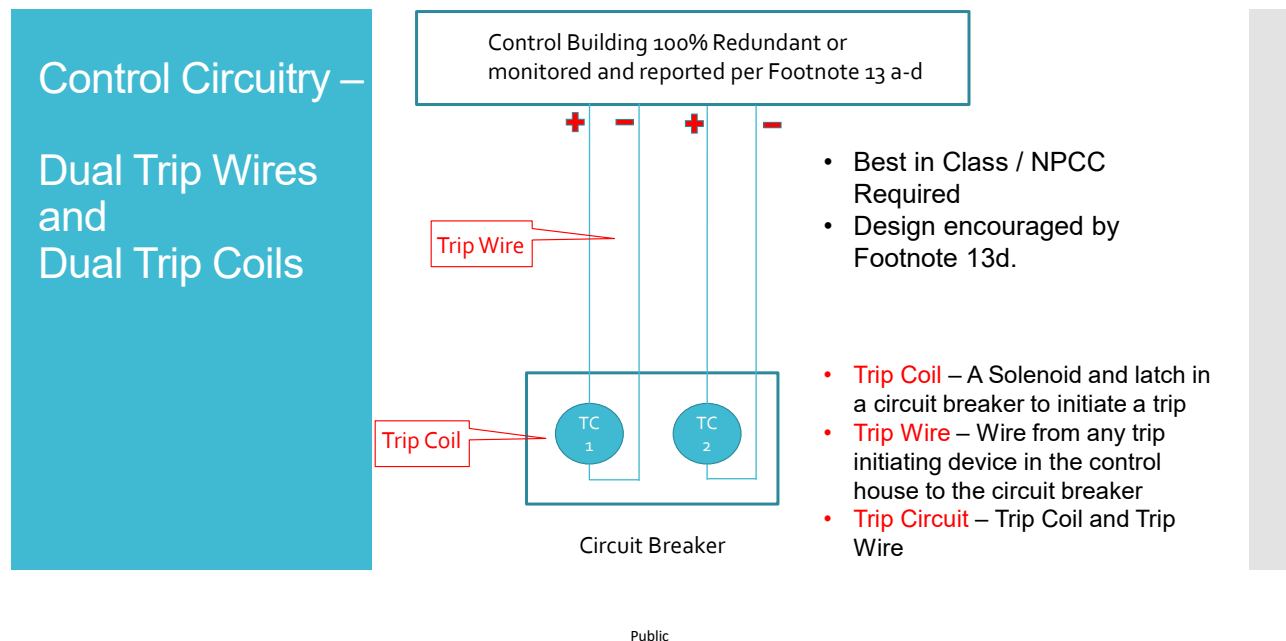 Control Circuitry –
Dual Trip Wires
and
Dual Trip Coils
Control Building 100% Redundant or
monitored and reported per Footnote 13 a-d
+ – + –
Trip Wire
Trip Coil
TC
1
TC
2
Circuit Breaker
• Best in Class / NPCC
Required
• Design encouraged by
Footnote 13d.
• Trip Coil – A Solenoid and latch in
a circuit breaker to initiate a trip
• Trip Wire – Wire from any trip
initiating device in the control
house to the circuit breaker
• Trip Circuit – Trip Coil and Trip
Wire
Public